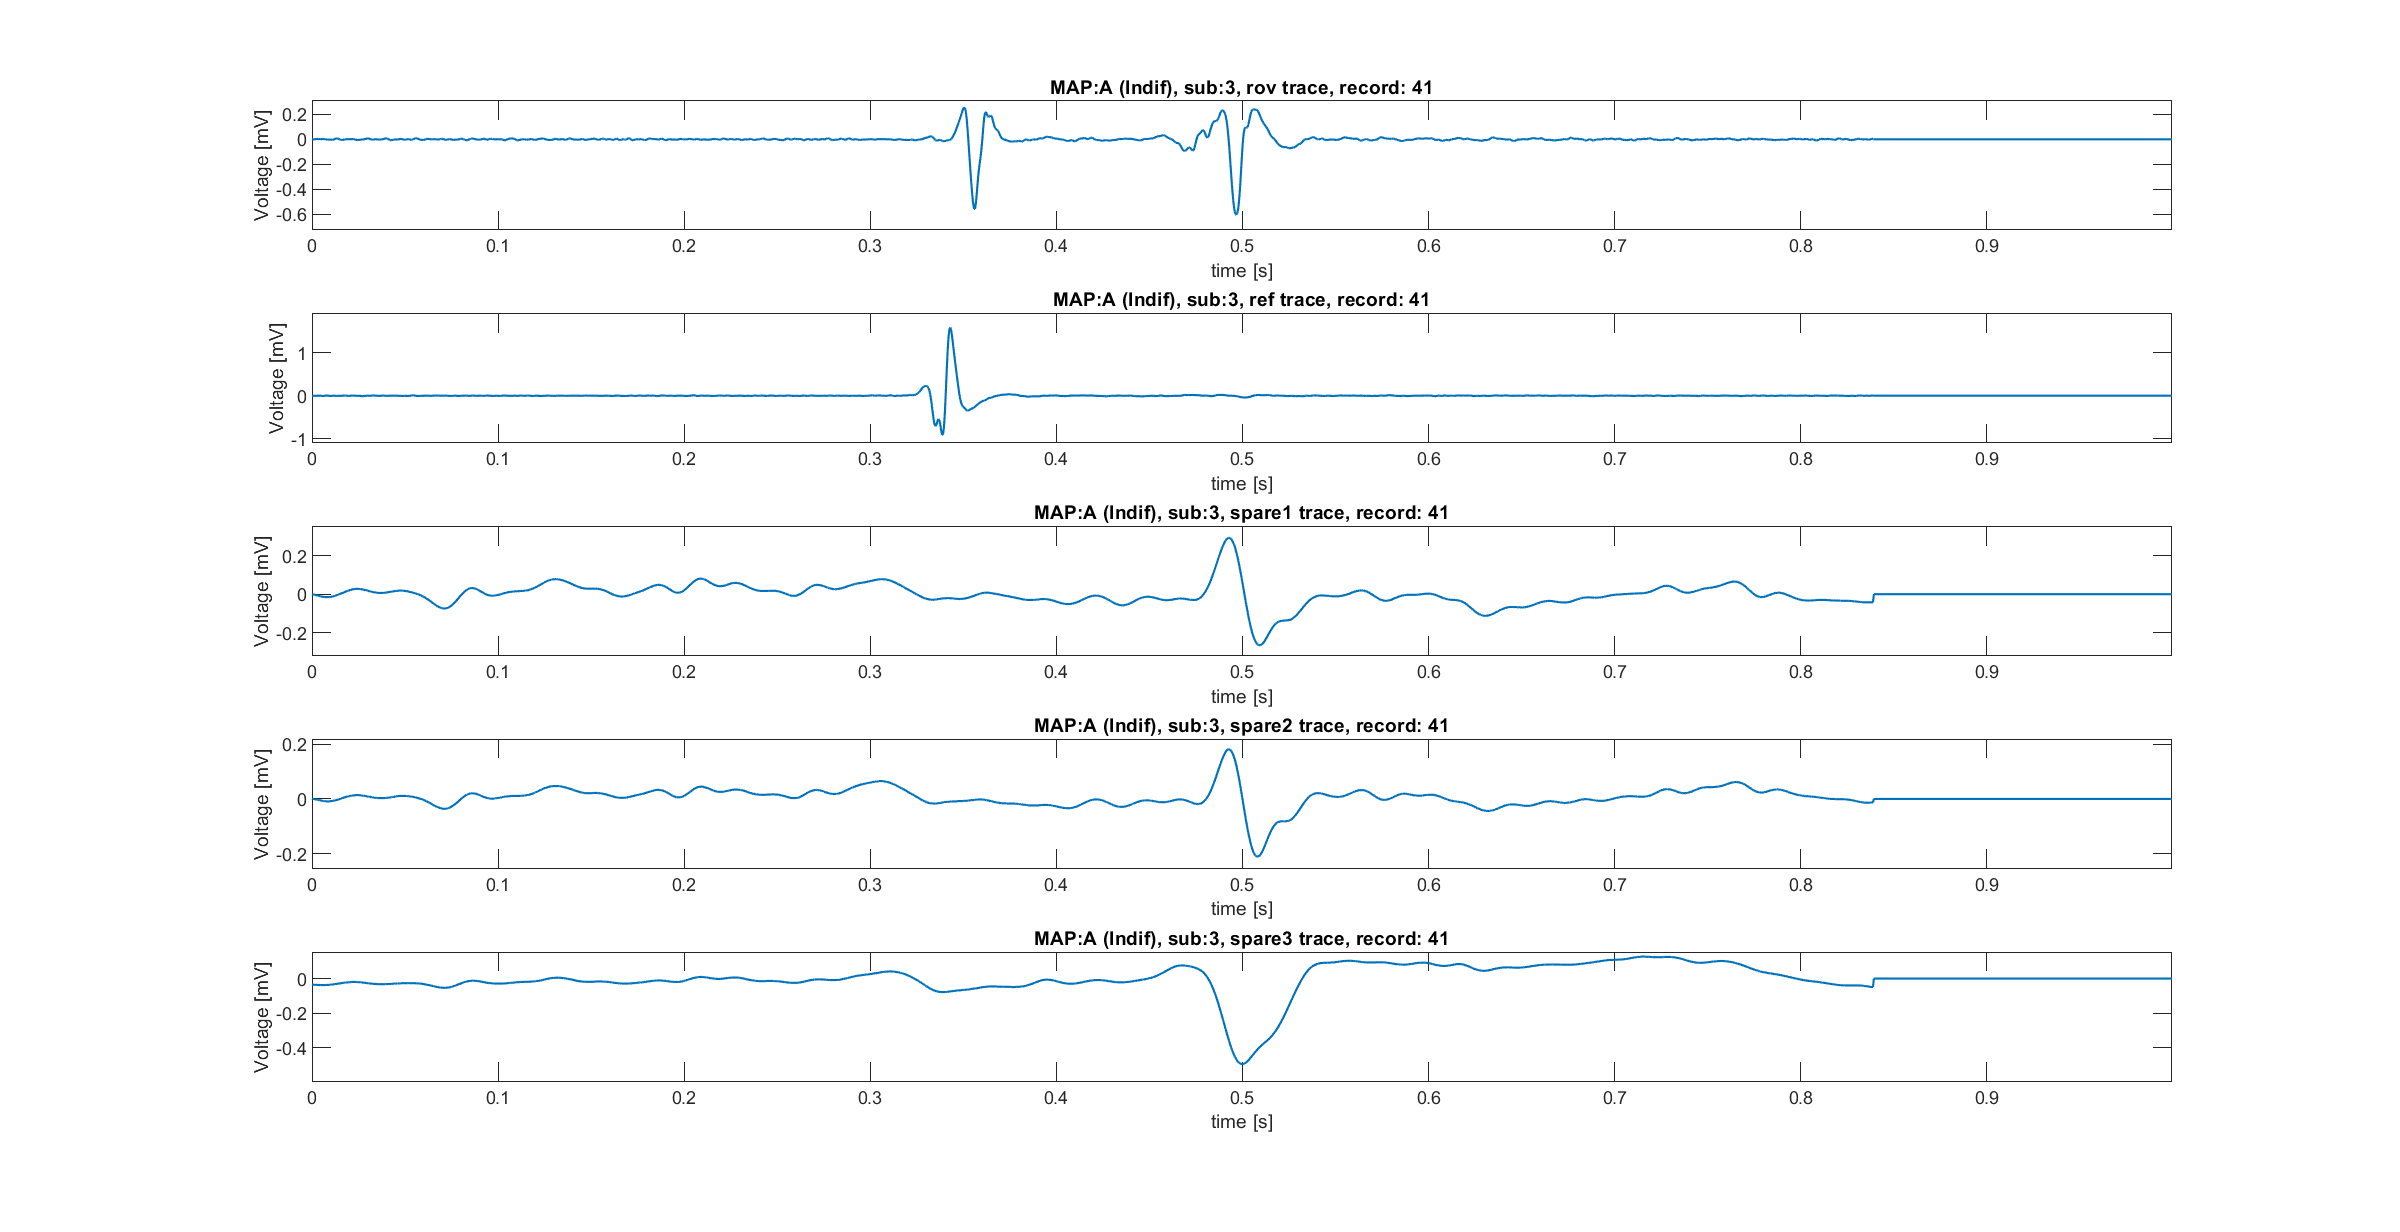 MAP:A (Indif), sub:3, rov trace, record: 41
Voltage [mV]
0.2
0
-0.2
-0.4
-0.6
0 0.1 0.2 0.3 0.4 0.5 0.6 0.7 0.8 0.9
time [s]
MAP:A (Indif), sub:3, ref trace, record: 41
Voltage [mV]
1
0
-1
0 0.1 0.2 0.3 0.4 0.5 0.6 0.7 0.8 0.9
time [s]
MAP:A (Indif), sub:3, spare1 trace, record: 41
Voltage [mV]
0.2
0
-0.2
0 0.1 0.2 0.3 0.4 0.5 0.6 0.7 0.8 0.9
time [s]
MAP:A (Indif), sub:3, spare2 trace, record: 41
Voltage [mV]
0.2
0
-0.2
0 0.1 0.2 0.3 0.4 0.5 0.6 0.7 0.8 0.9
time [s]
MAP:A (Indif), sub:3, spare3 trace, record: 41
Voltage [mV]
0
-0.2
-0.4
0 0.1 0.2 0.3 0.4 0.5 0.6 0.7 0.8 0.9
time [s]